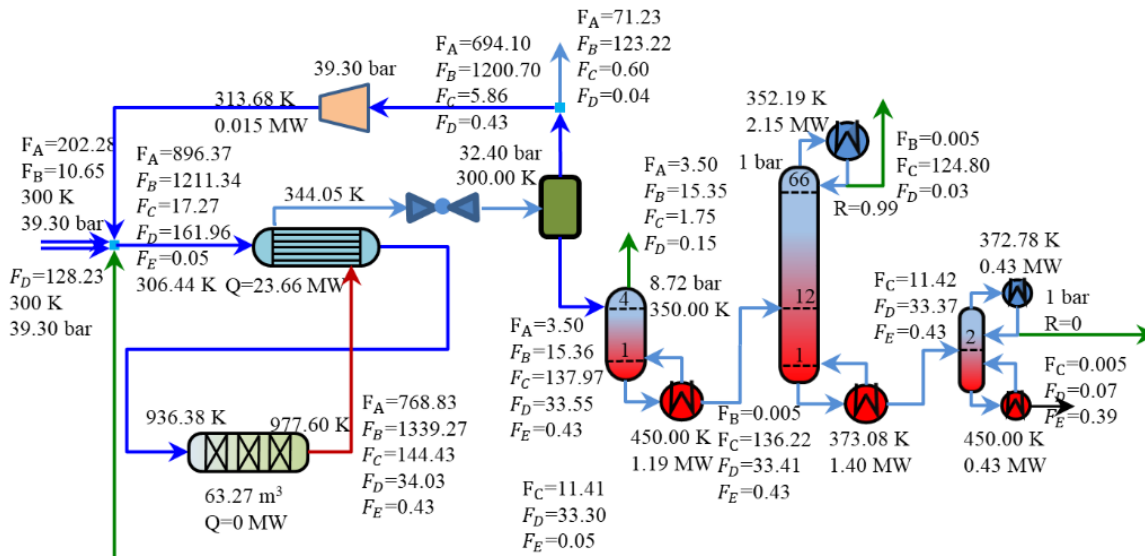 F_A=71.23
F_B=123.22
F_C=0.60
F_D=0.04
F_A=694.10
F_B=1200.70
F_C=5.86
F_D=0.43
39.30 bar
313.68 K
0.015 MW
352.19 K
2.15 MW
1 bar
66
R=0.99
F_B=0.005
F_C=124.80
F_D=0.03
32.40 bar
300.00 K
F_A=3.50
F_B=15.35
F_C=1.75
F_D=0.15
F_A=202.28
F_B=10.65
300 K
39.30 bar
F_A=896.37
F_B=1211.34
F_C=17.27
F_D=161.96
F_E=0.05
306.44 K
344.05 K
Q=23.66 MW
F_D=128.23
300 K
39.30 bar
8.72 bar
350.00 K
4
1
12
1
372.78 K
0.43 MW
1 bar
R=0
F_C=11.42
F_D=33.37
F_E=0.43
2
F_A=3.50
F_B=15.36
F_C=137.97
F_D=33.55
F_E=0.43
F_C=0.005
F_D=0.07
F_E=0.39
936.38 K
977.60 K
63.27 m³
Q=0 MW
F_A=768.83
F_B=1339.27
F_C=144.43
F_D=34.03
F_E=0.43
450.00 K
1.19 MW
F_B=0.005
F_C=136.22
F_D=33.41
F_E=0.43
373.08 K
1.40 MW
450.00 K
0.43 MW
F_C=11.41
F_D=33.30
F_E=0.05